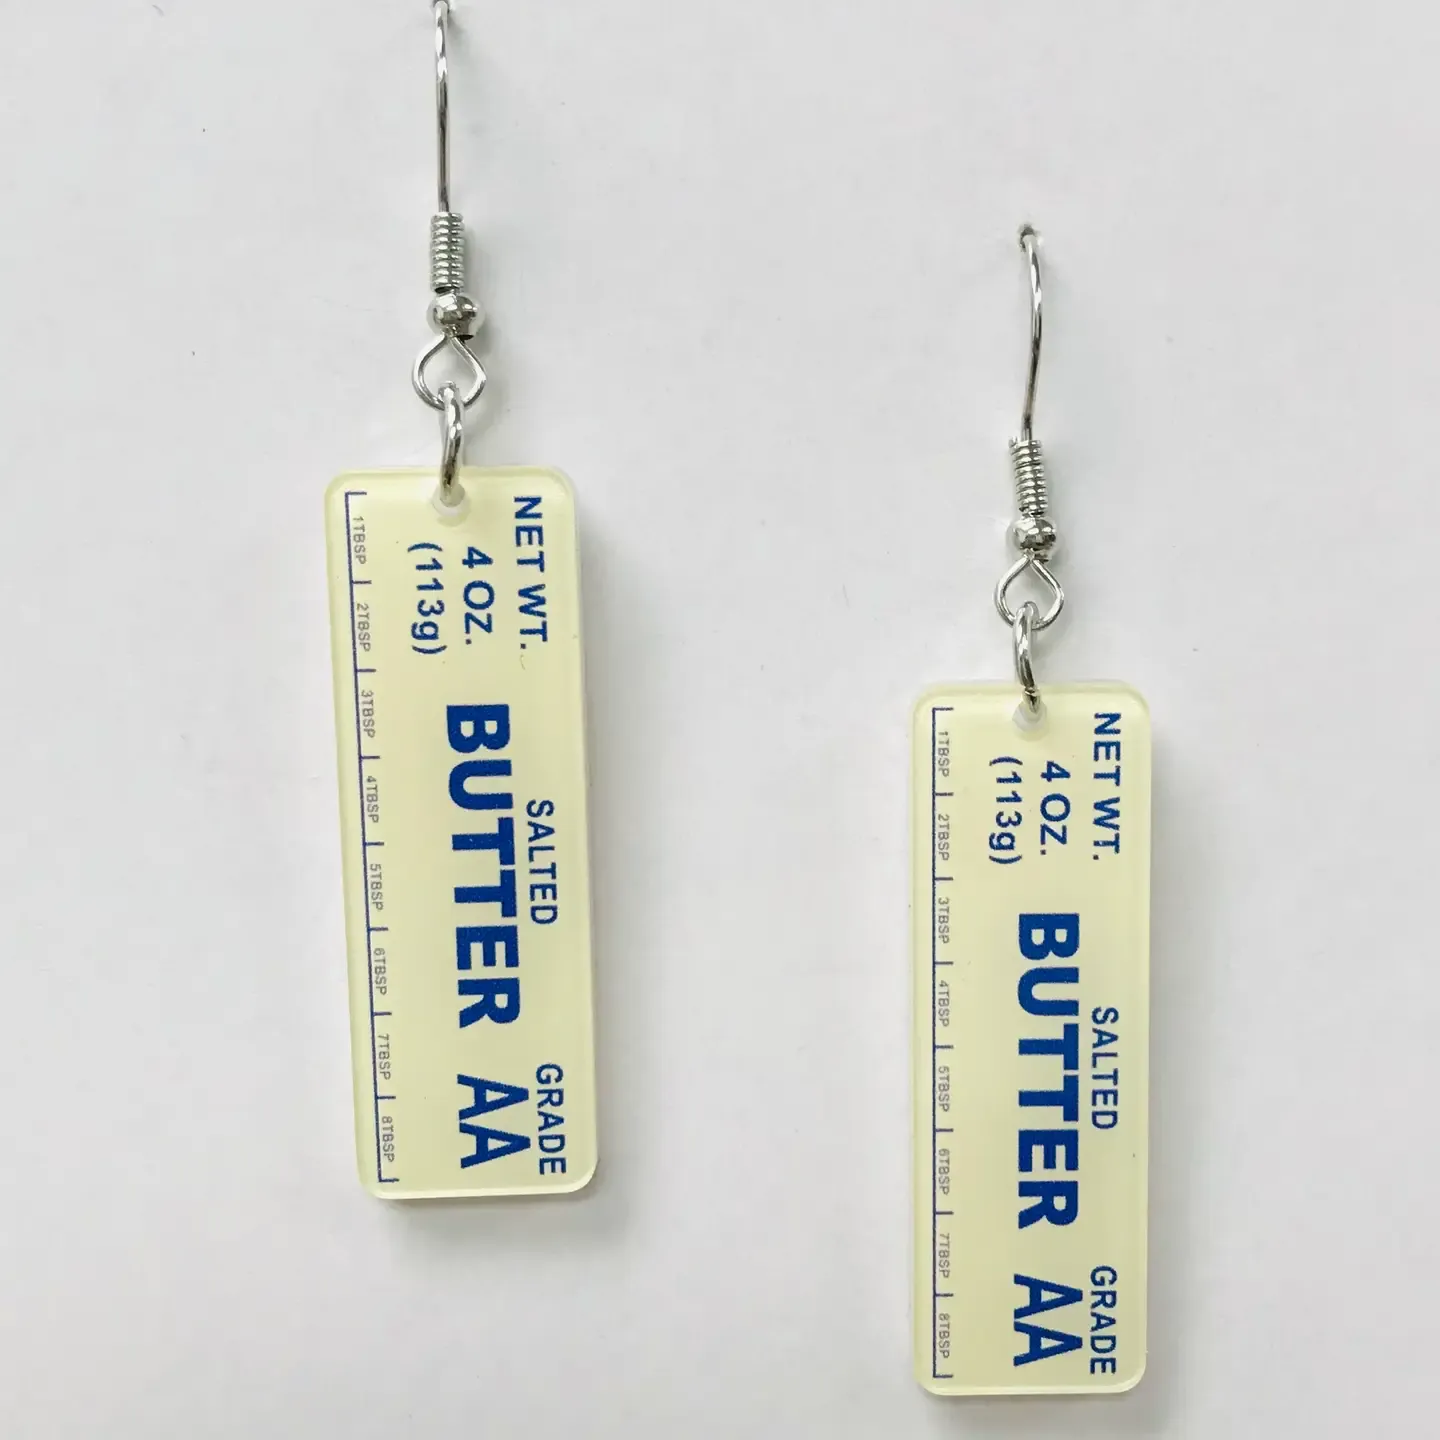 NET WT.
4 OZ.
(113g)
SALTED
BUTTER
GRADE
AA
1TBSP
2TBSP
3TBSP
4TBSP
5TBSP
6TBSP
7TBSP
8TBSP
NET WT.
4 OZ.
(113g)
SALTED
BUTTER
GRADE
AA
1TBSP
2TBSP
3TBSP
4TBSP
5TBSP
6TBSP
7TBSP
8TBSP